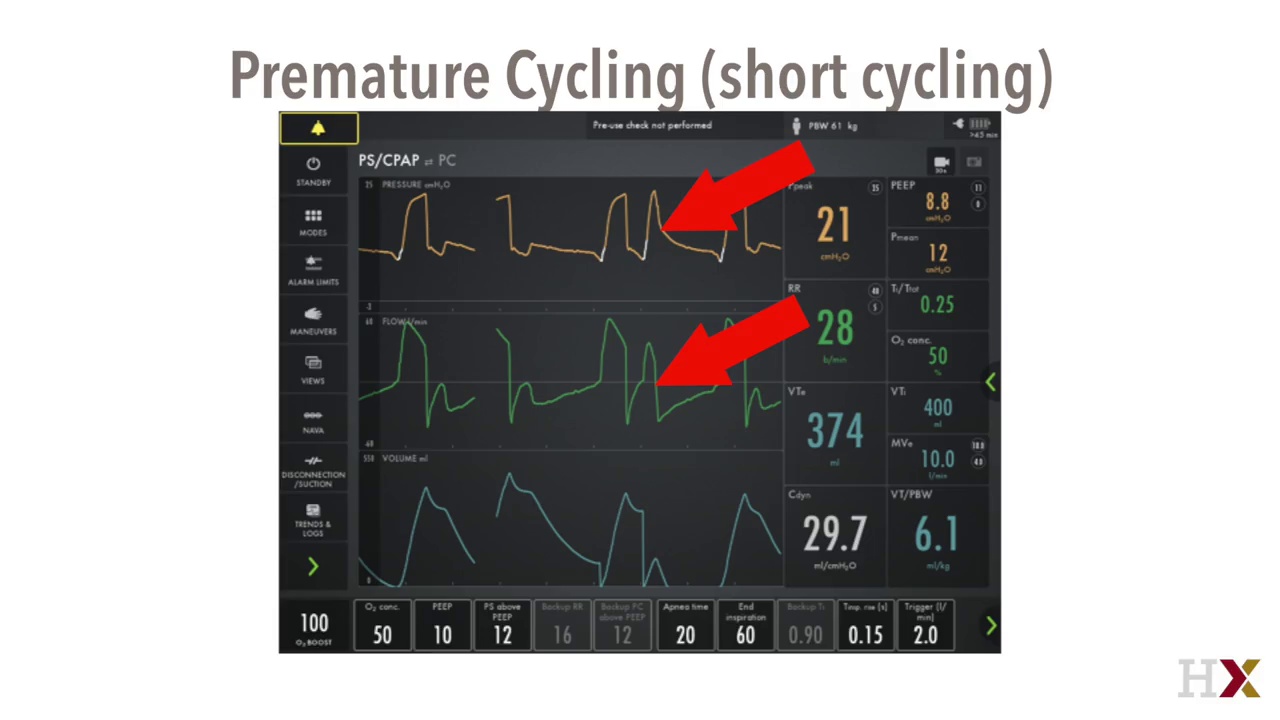 Premature Cycling (short cycling)
Pre-use check not performed
PBW 61 kg
>45 min
PS/CPAP ⇄ PC
30s
STANDBY
MODES
ALARM LIMITS
MANEUVERS
VIEWS
NAVA
DISCONNECTION
/SUCTION
TRENDS &
LOGS
25 PRESSURE cmH₂O
-3
60 FLOW l/min
-60
550 VOLUME ml
0
Ppeak
35
21
cmH₂O
PEEP
11
0
8.8
cmH₂O
Pmean
12
cmH₂O
RR
40
5
28
b/min
Ti/Ttot
0.25
O₂ conc.
50
%
VTe
374
ml
VTi
400
ml
MVe
10.0
l/min
Cdyn
29.7
ml/cmH₂O
VT/PBW
6.1
ml/kg
100
O₂ BOOST
O₂ conc.
50
PEEP
10
PS above
PEEP
12
Backup RR
16
Backup PC
above PEEP
12
Apnea time
20
End
inspiration
60
Backup Ti
0.90
Tinsp. rise [s]
0.15
Trigger (l/
min]
2.0
HX